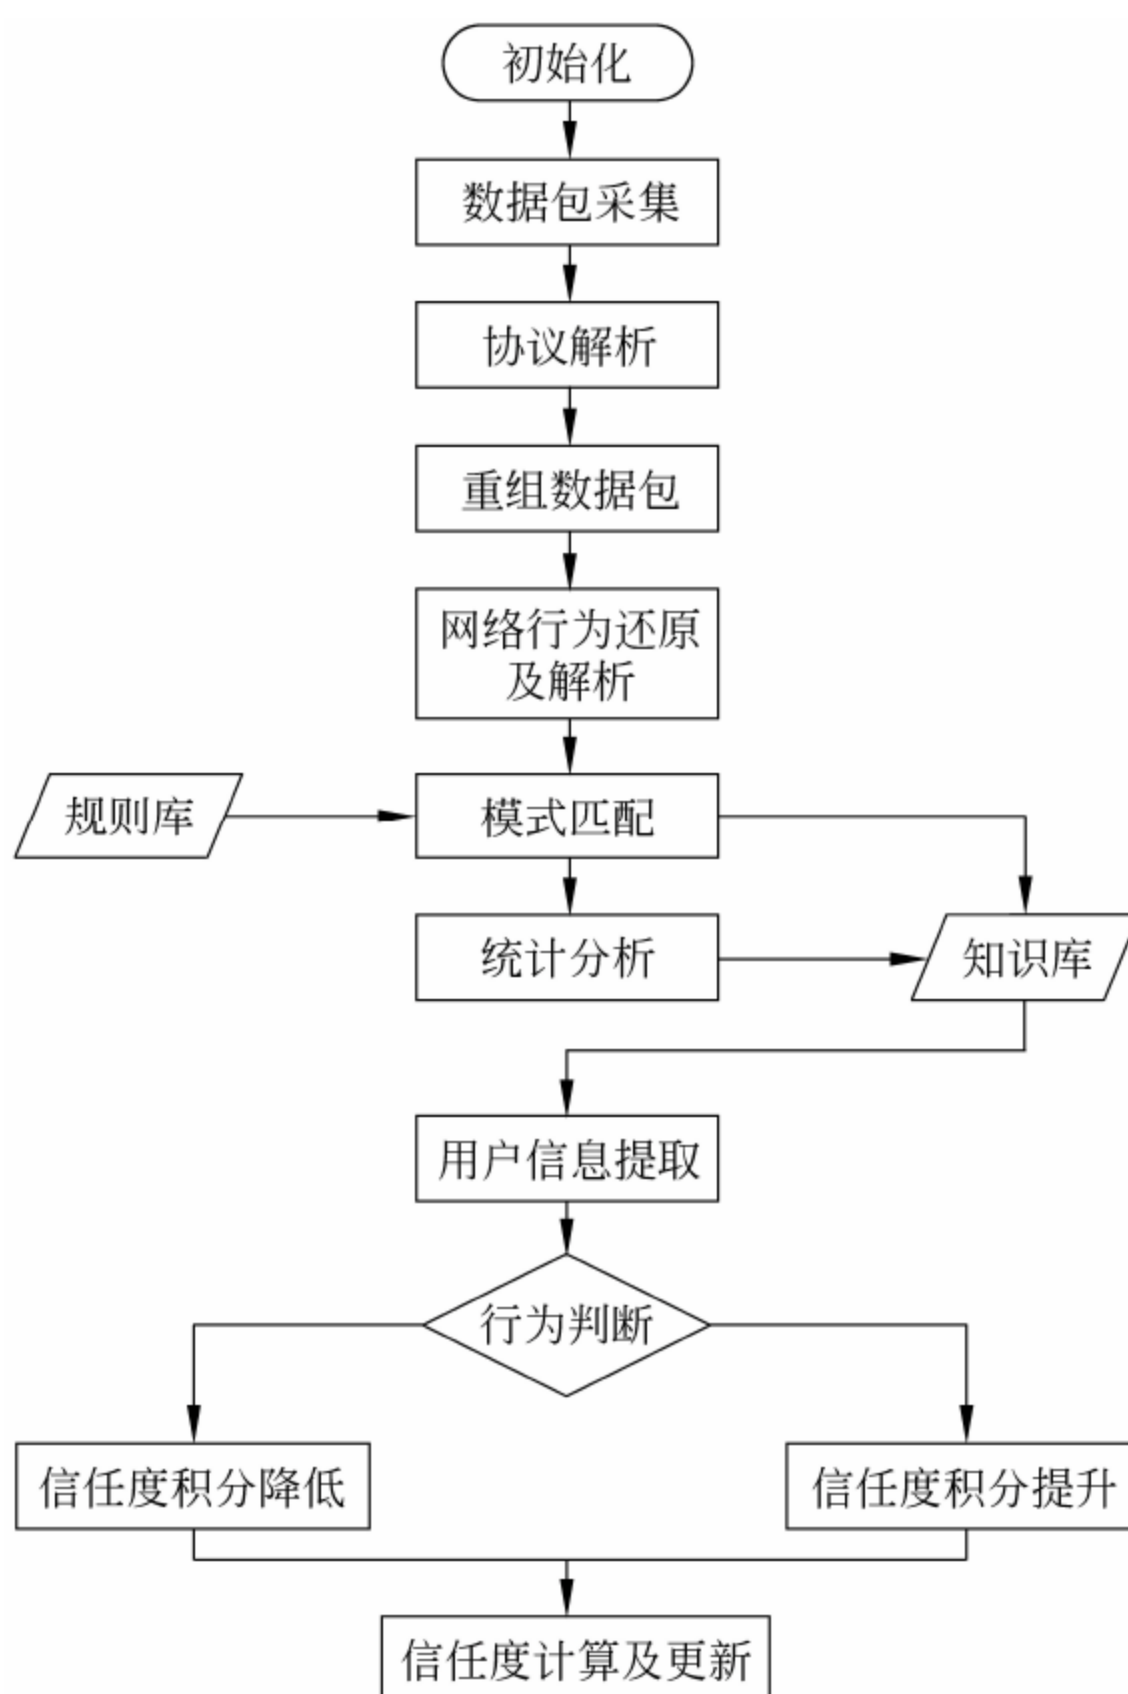 初始化
数据包采集
协议解析
重组数据包
网络行为还原
及解析
规则库
模式匹配
统计分析
知识库
用户信息提取
行为判断
信任度积分降低
信任度积分提升
信任度计算及更新